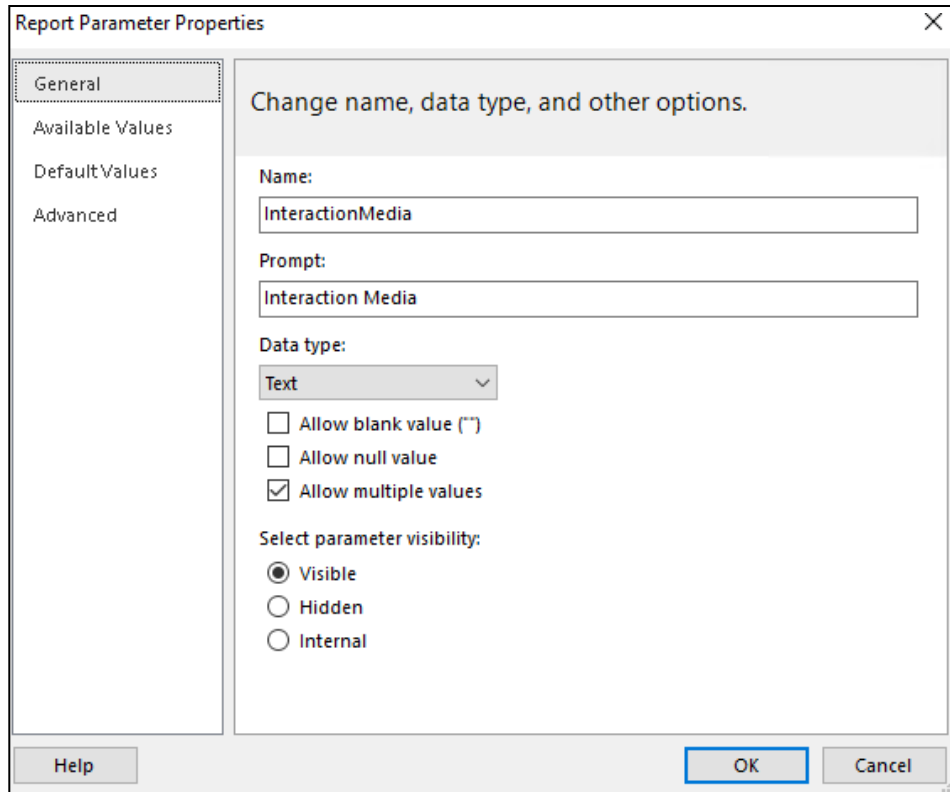 Report Parameter Properties
General
Available Values
Default Values
Advanced
Change name, data type, and other options.
Name:
InteractionMedia
Prompt:
Interaction Media
Data type:
Text
Allow blank value ("")
Allow null value
Allow multiple values
Select parameter visibility:
Visible
Hidden
Internal
Help
OK
Cancel